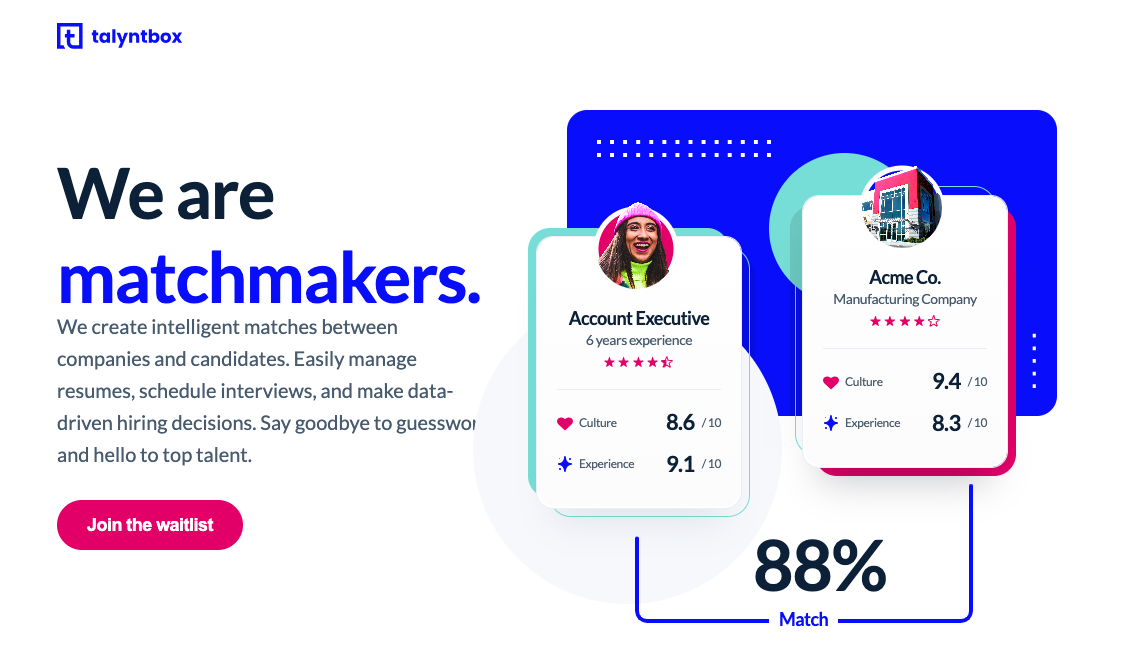 talyntbox
We are
matchmakers.
We create intelligent matches between
companies and candidates. Easily manage
resumes, schedule interviews, and make data-
driven hiring decisions. Say goodbye to
and hello to top talent.
Join the waitlist
Account Executive
6 years experience
Culture 8.6 /10
Experience 9.1 /10
Acme Co.
Manufacturing Company
Culture 9.4 /10
Experience 8.3 /10
88%
Match